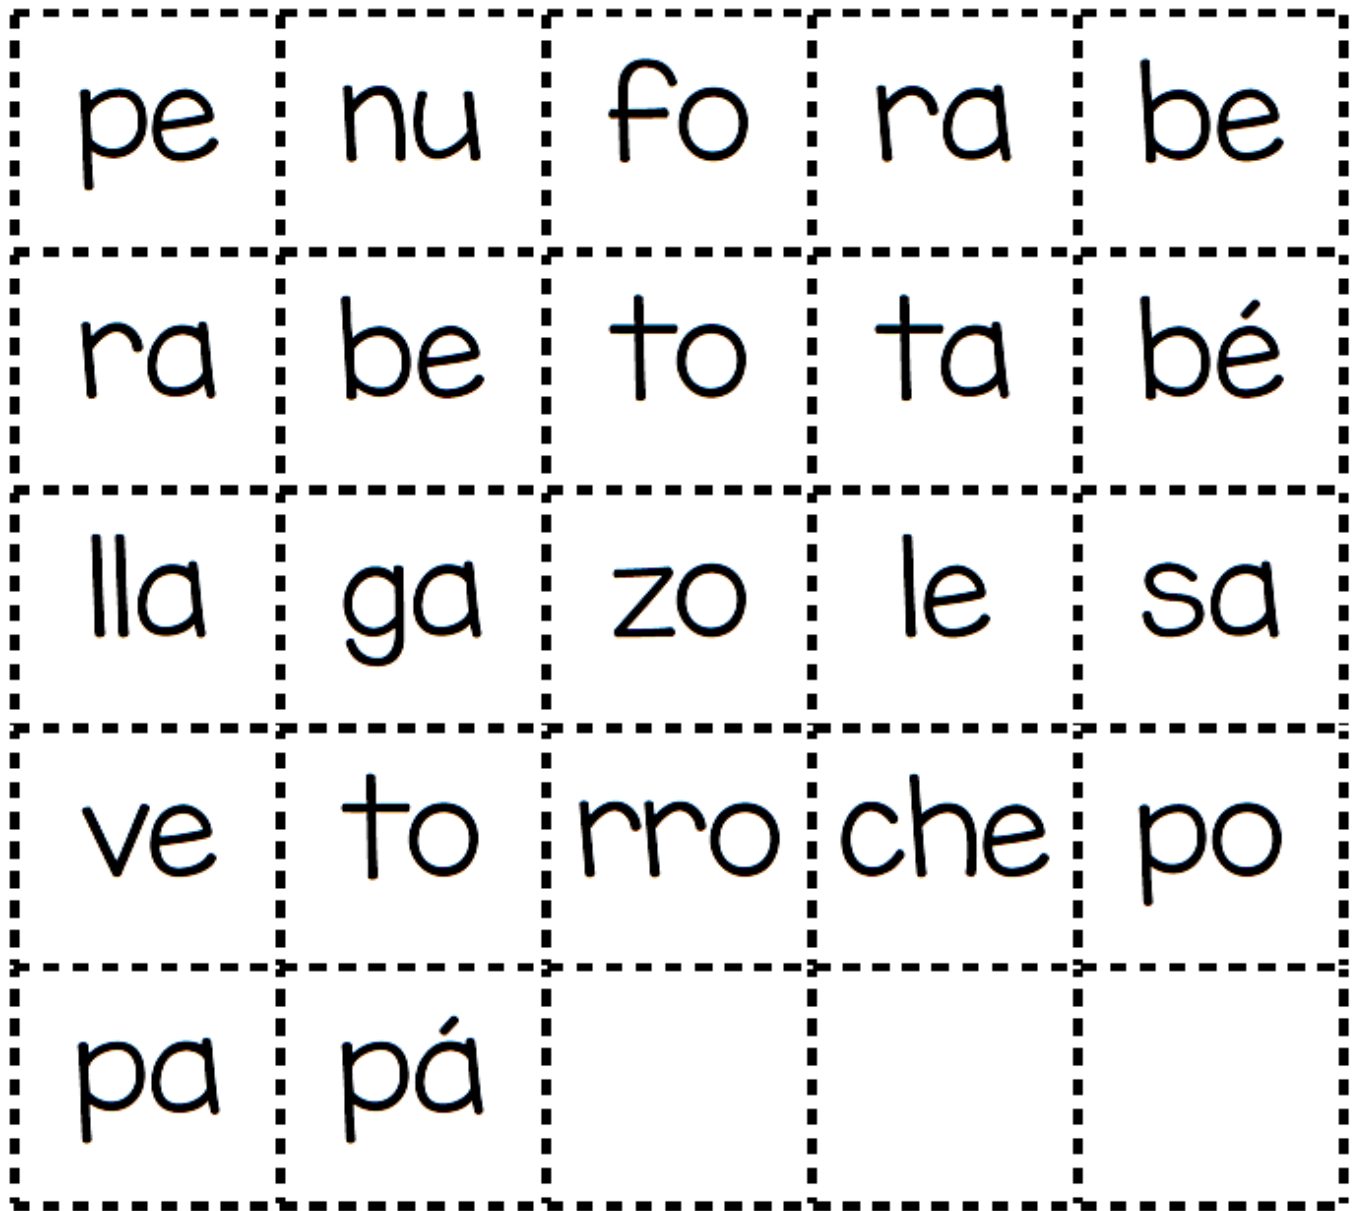 pe nu fo ra be
ra be to ta bé
lla ga zo le sa
ve to rro che po
pa pá